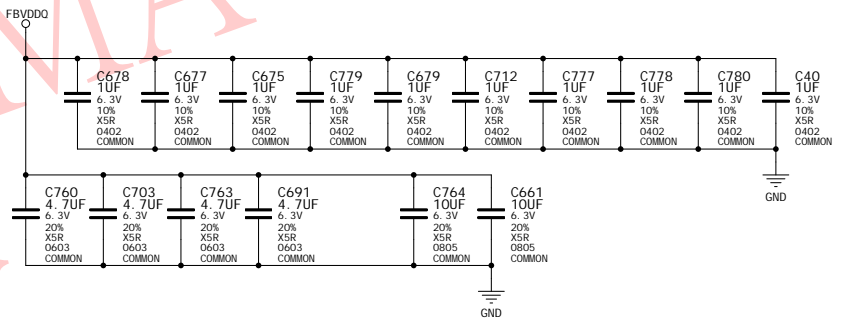 FBVDDQ
C678
1UF
6.3V
10%
X5R
0402
COMMON
C677
1UF
6.3V
10%
X5R
0402
COMMON
C675
1UF
6.3V
10%
X5R
0402
COMMON
C779
1UF
6.3V
10%
X5R
0402
COMMON
C679
1UF
6.3V
10%
X5R
0402
COMMON
C712
1UF
6.3V
10%
X5R
0402
COMMON
C777
1UF
6.3V
10%
X5R
0402
COMMON
C778
1UF
6.3V
10%
X5R
0402
COMMON
C780
1UF
6.3V
10%
X5R
0402
COMMON
C40
1UF
6.3V
10%
X5R
0402
COMMON
GND
C760
4.7UF
6.3V
20%
X5R
0603
COMMON
C703
4.7UF
6.3V
20%
X5R
0603
COMMON
C763
4.7UF
6.3V
20%
X5R
0603
COMMON
C691
4.7UF
6.3V
20%
X5R
0603
COMMON
C764
10UF
6.3V
20%
X5R
0805
COMMON
C661
10UF
6.3V
20%
X5R
0805
COMMON
GND